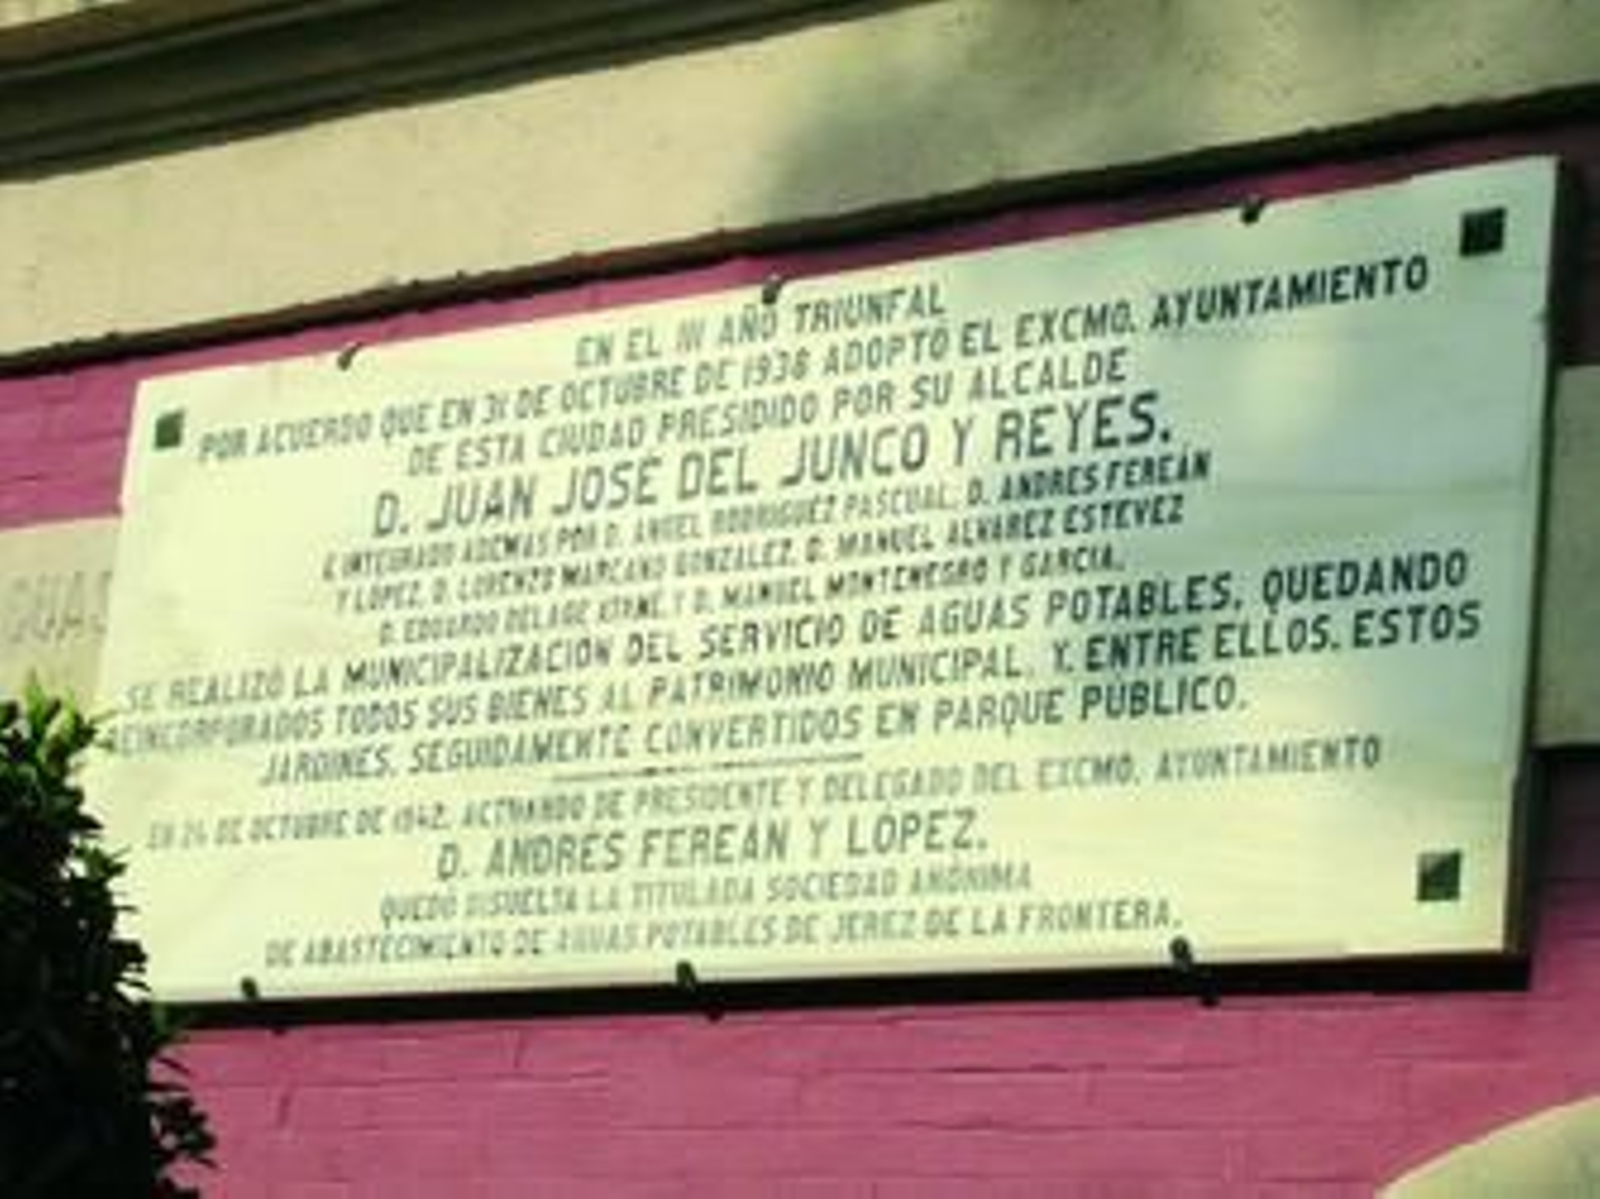 EN EL III AÑO TRIUNFAL
POR ACUERDO QUE EN 31 DE OCTUBRE DE 1938 ADOPTO EL EXCMO. AYUNTAMIENTO
DE ESTA CIUDAD PRESIDIDO POR SU ALCALDE
D. JUAN JOSÉ DEL JUNCO Y REYES.
E INTEGRADO ADEMAS POR D. ANGEL RODRIGUEZ PASCUAL, D. ANDRES FEREAN
Y LOPEZ, D. LORENZO MARCANO GONZALEZ, D. MANUEL ALVAREZ ESTEVEZ
D. EDUARDO DELAGE Y D. MANUEL MONTENEGRO Y GARCIA,
SE REALIZÓ LA MUNICIPALIZACION DEL SERVICIO DE AGUAS POTABLES, QUEDANDO
REINCORPORADOS TODOS SUS BIENES AL PATRIMONIO MUNICIPAL, Y, ENTRE ELLOS, ESTOS
JARDINES, SEGUIDAMENTE CONVERTIDOS EN PARQUE PÚBLICO.
EN 24 DE OCTUBRE DE 1942, ACTUANDO DE PRESIDENTE Y DELEGADO DEL EXCMO. AYUNTAMIENTO
D. ANDRES FEREÁN Y LOPEZ,
QUEDÓ DISUELTA LA TITULADA SOCIEDAD ANÓNIMA
DE ABASTECIMIENTO DE AGUAS POTABLES DE JEREZ DE LA FRONTERA.